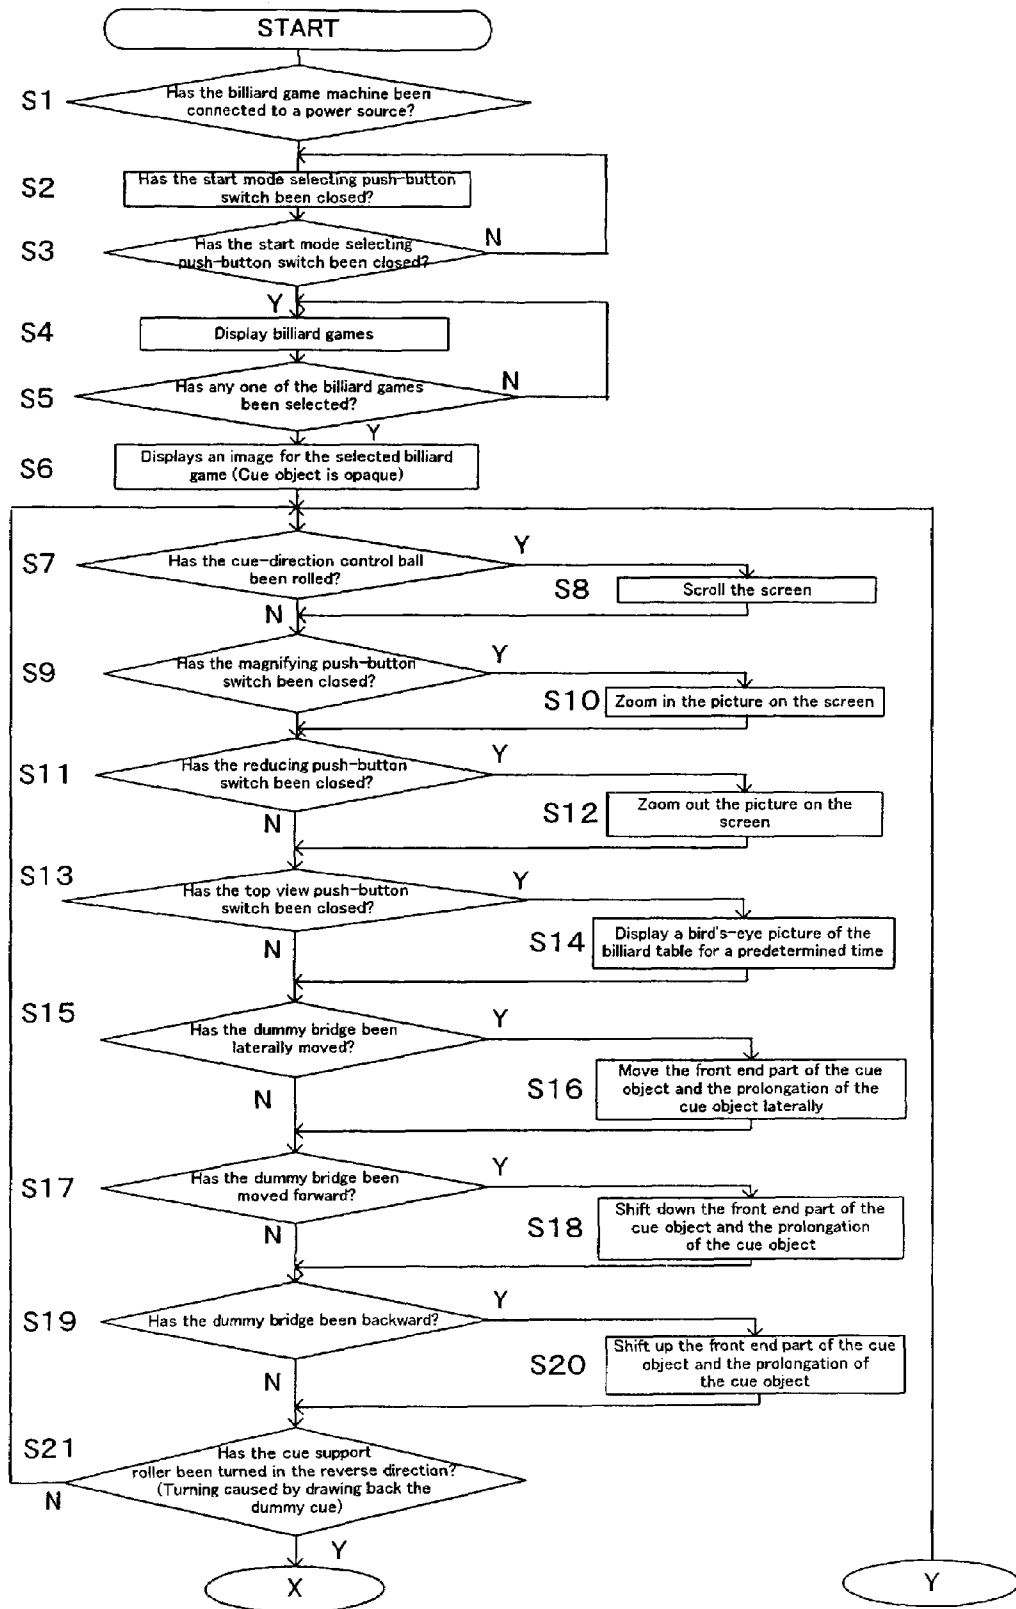 START
S1
Has the billiard game machine been
connected to a power source?
S2
Has the start mode selecting push-button
switch been closed?
S3
Has the start mode selecting
push-button switch been closed?
N
Y
S4
Display billiard games
S5
Has any one of the billiard games
been selected?
N
Y
S6
Displays an image for the selected billiard
game (Cue object is opaque)
S7
Has the cue-direction control ball
been rolled?
Y
N
S8
Scroll the screen
S9
Has the magnifying push-button
switch been closed?
Y
S10
Zoom in the picture on the screen
S11
Has the reducing push-button
switch been closed?
Y
N
S12
Zoom out the picture on the
screen
S13
Has the top view push-button
switch been closed?
Y
N
S14
Display a bird's-eye picture of the
billiard table for a predetermined time
S15
Has the dummy bridge been
laterally moved?
Y
N
S16
Move the front end part of the cue
object and the prolongation of the
cue object laterally
S17
Has the dummy bridge been
moved forward?
Y
N
S18
Shift down the front end part of the
cue object and the prolongation
of the cue object
S19
Has the dummy bridge been backward?
Y
N
S20
Shift up the front end part of the cue
object and the prolongation of
the cue object
S21
Has the cue support
roller been turned in the reverse direction?
(Turning caused by drawing back the
dummy cue)
N
Y
X
Y